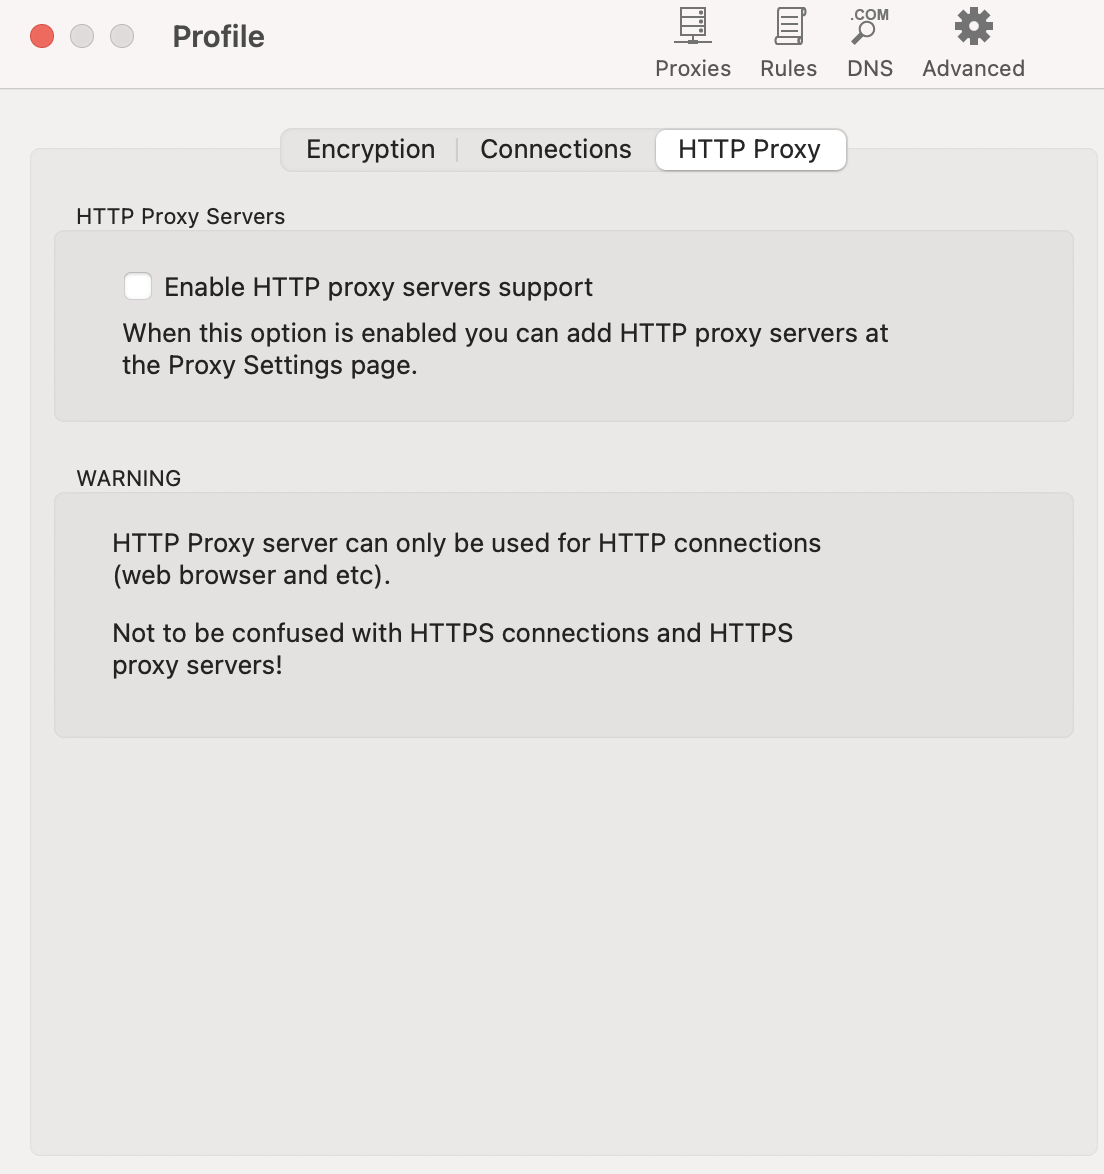 Profile
.COM
Proxies Rules DNS Advanced
Encryption Connections HTTP Proxy
HTTP Proxy Servers
Enable HTTP proxy servers support
When this option is enabled you can add HTTP proxy servers at
the Proxy Settings page.
WARNING
HTTP Proxy server can only be used for HTTP connections
(web browser and etc).
Not to be confused with HTTPS connections and HTTPS
proxy servers!